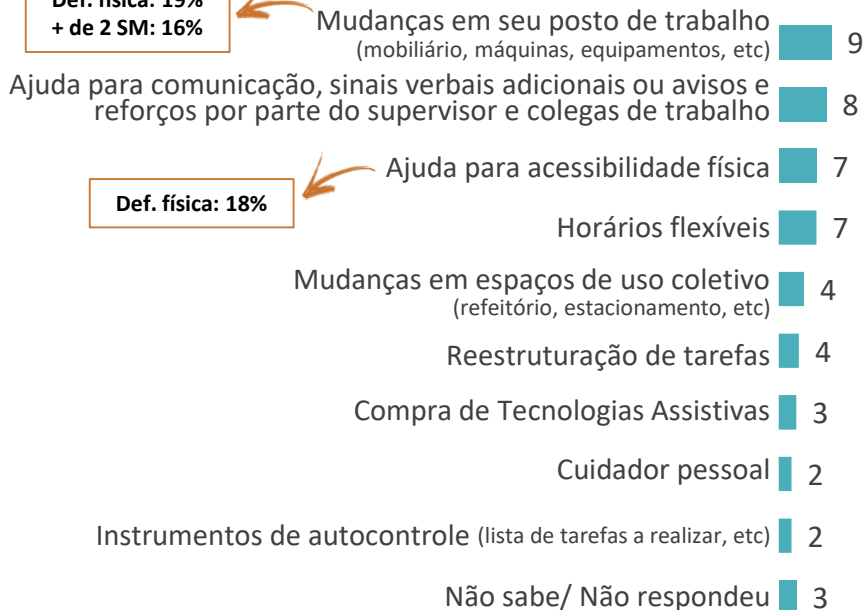 Def. física: 19%
+ de 2 SM: 16%
Mudanças em seu posto de trabalho
(mobiliário, máquinas, equipamentos, etc)
9
Ajuda para comunicação, sinais verbais adicionais ou avisos e
reforços por parte do supervisor e colegas de trabalho
8
Ajuda para acessibilidade física
7
Def. física: 18%
Horários flexíveis
7
Mudanças em espaços de uso coletivo
(refeitório, estacionamento, etc)
4
Reestruturação de tarefas
4
Compra de Tecnologias Assistivas
3
Cuidador pessoal
2
Instrumentos de autocontrole (lista de tarefas a realizar, etc)
2
Não sabe/ Não respondeu
3